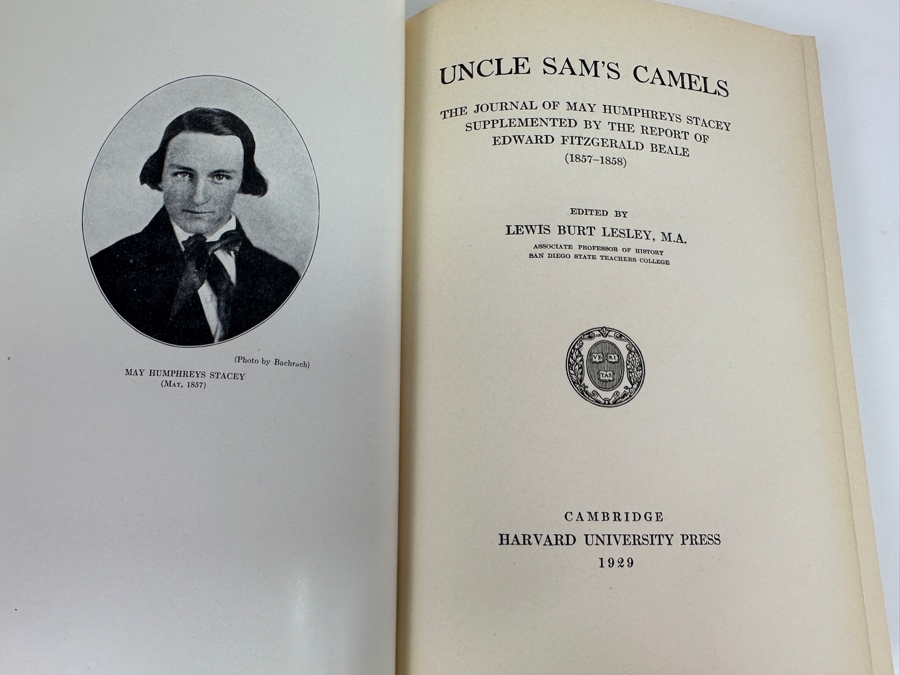 (Photo by Bachrach)
MAY HUMPHREYS STACEY
(MAY, 1857)
UNCLE SAM'S CAMELS
THE JOURNAL OF MAY HUMPHREYS STACEY
SUPPLEMENTED BY THE REPORT OF
EDWARD FITZGERALD BEALE
(1857–1858)
EDITED BY
LEWIS BURT LESLEY, M.A.
ASSOCIATE PROFESSOR OF HISTORY
SAN DIEGO STATE TEACHERS COLLEGE
VE RI
TAS
CAMBRIDGE
HARVARD UNIVERSITY PRESS
1929